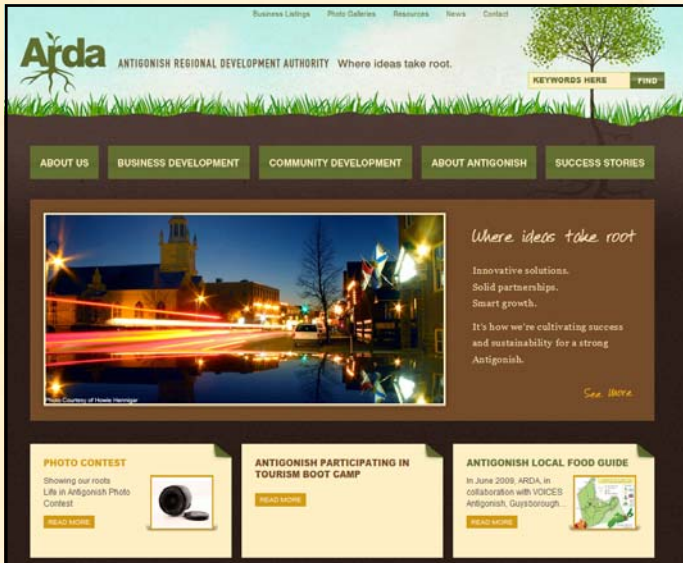 Business Listings Photo Galleries Resources News Contact
Arda
ANTIGONISH REGIONAL DEVELOPMENT AUTHORITY Where ideas take root.
KEYWORDS HERE FIND
ABOUT US BUSINESS DEVELOPMENT COMMUNITY DEVELOPMENT ABOUT ANTIGONISH SUCCESS STORIES
Where ideas take root
Innovative solutions.
Solid partnerships.
Smart growth.
It's how we're cultivating success
and sustainability for a strong
Antigonish.
See More
Photo Courtesy of Howie Hennigar
PHOTO CONTEST
Showing our roots
Life in Antigonish Photo
Contest
READ MORE
ANTIGONISH PARTICIPATING IN
TOURISM BOOT CAMP
READ MORE
ANTIGONISH LOCAL FOOD GUIDE
In June 2009, ARDA, in
collaboration with VOICES
Antigonish, Guysborough...
READ MORE